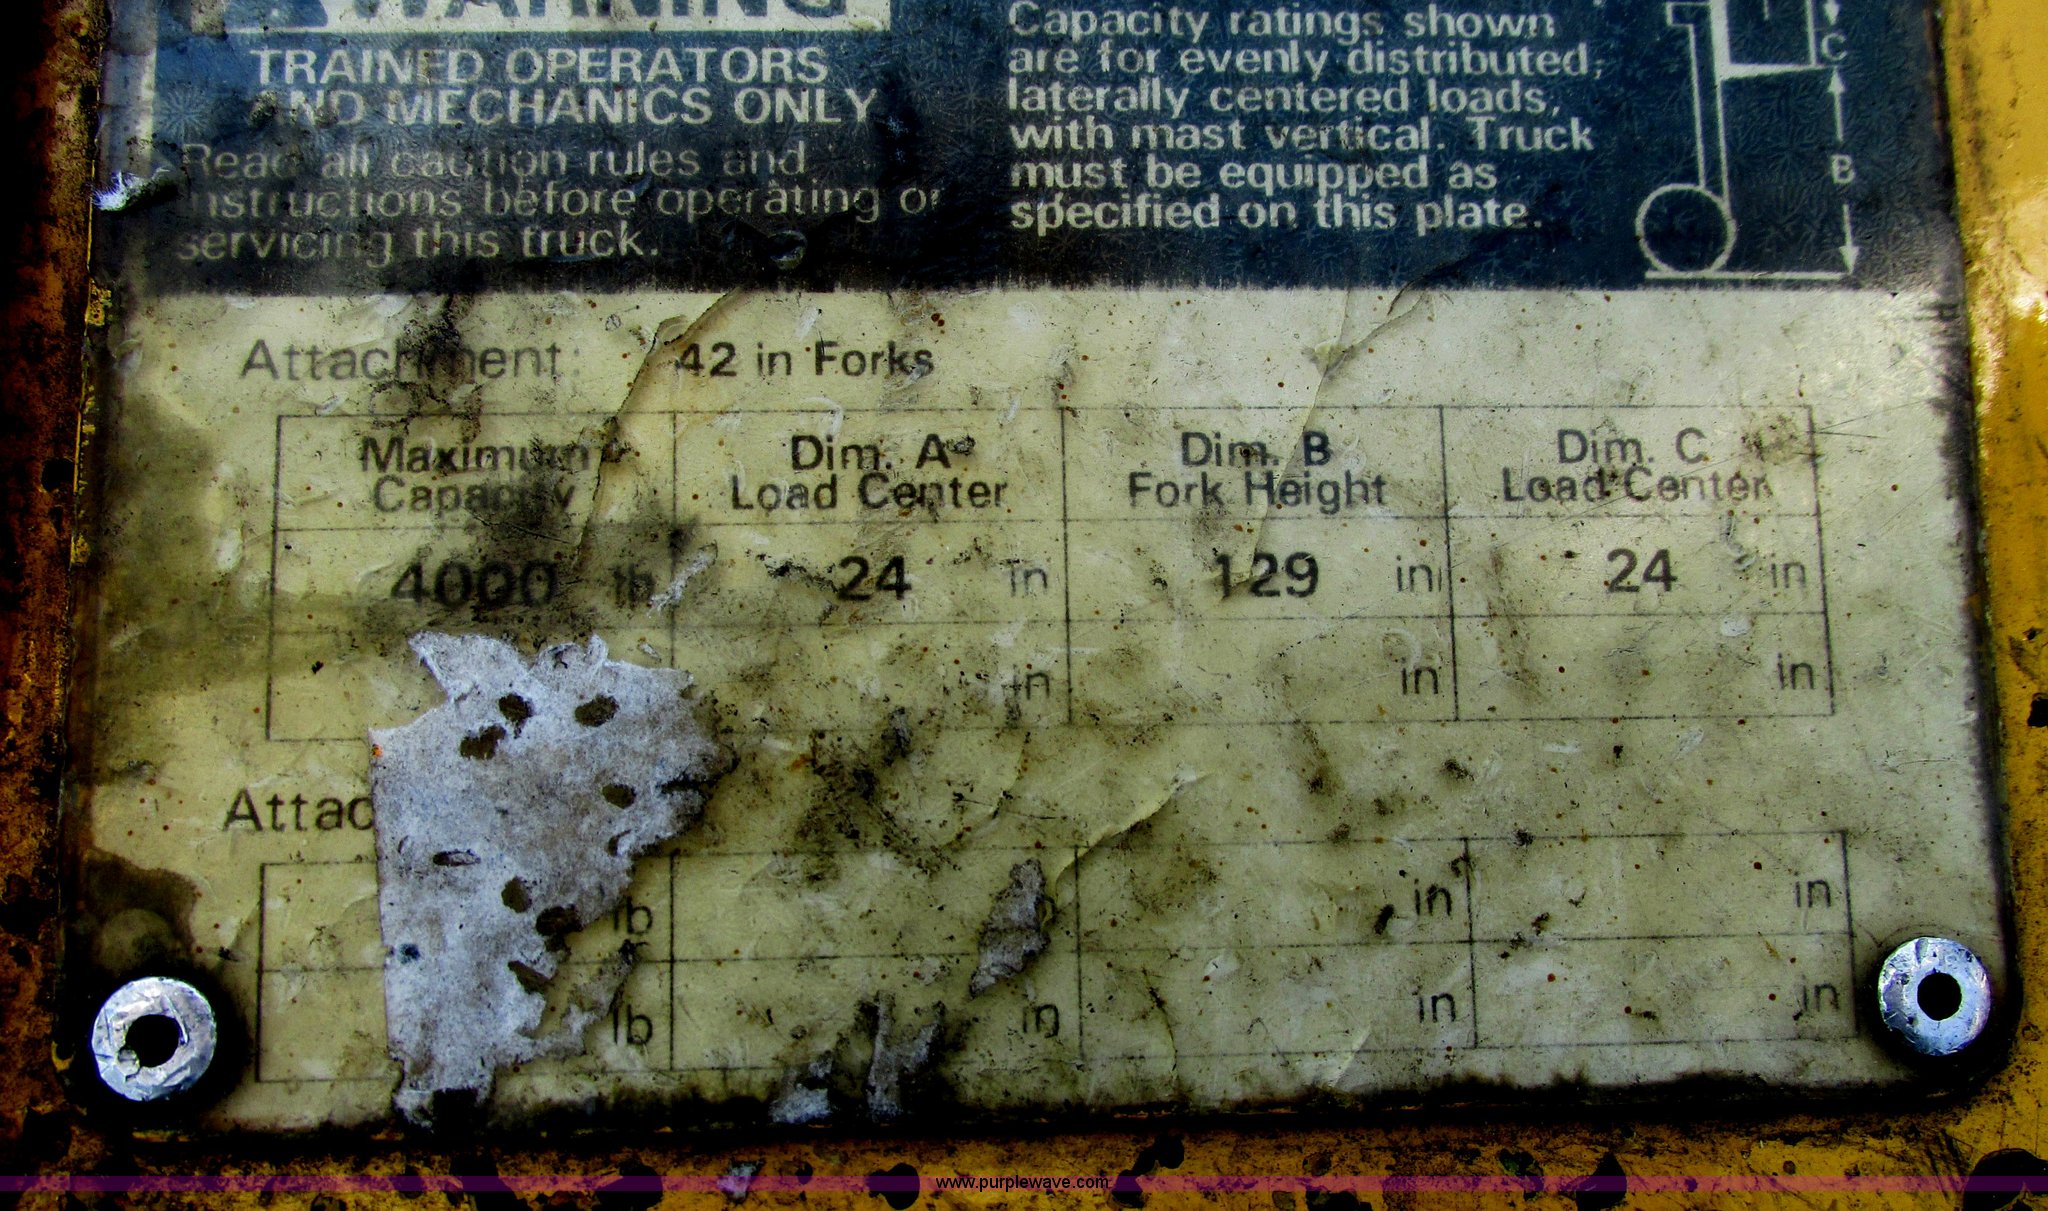 WARNING
TRAINED OPERATORS
AND MECHANICS ONLY
Read all caution rules and
instructions before operating or
servicing this truck.
Capacity ratings shown
are for evenly distributed,
laterally centered loads,
with mast vertical. Truck
must be equipped as
specified on this plate.
C
B
Attachment: 42 in Forks
Maximum Capacity
Dim. A Load Center
Dim. B Fork Height
Dim. C Load Center
4000 lb 24 in 129 in 24 in
in in in
Attac
lb in in
lb in in in
www.purplewave.com